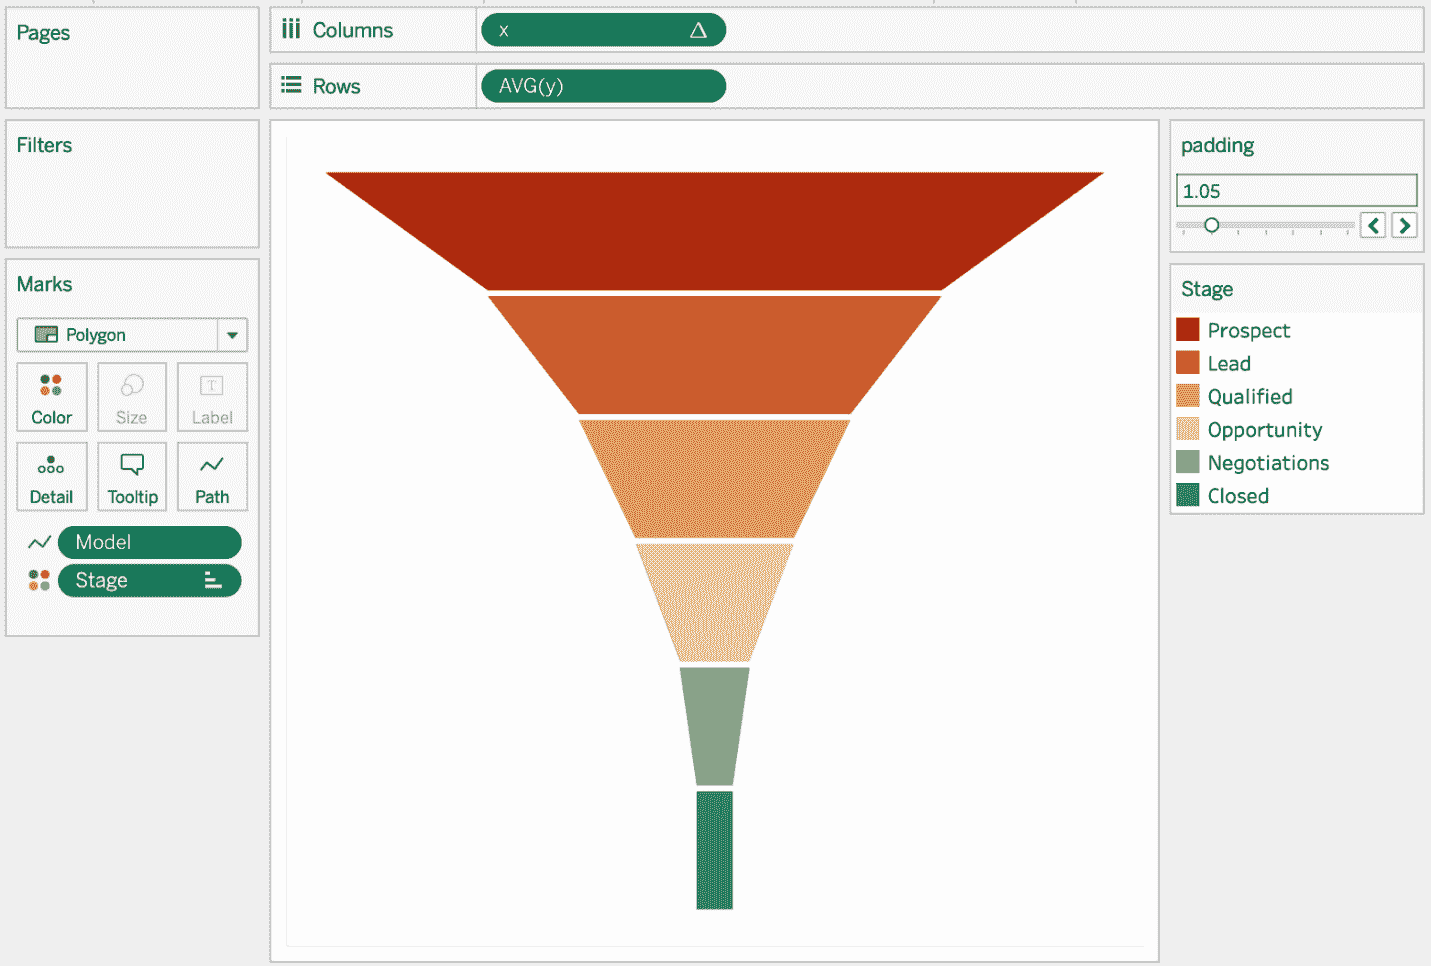 Pages
Columns
x
Rows
AVG(y)
Filters
Marks
Polygon
Color
Size
T
Label
Detail
Tooltip
Path
Model
Stage
padding
1.05
Stage
Prospect
Lead
Qualified
Opportunity
Negotiations
Closed